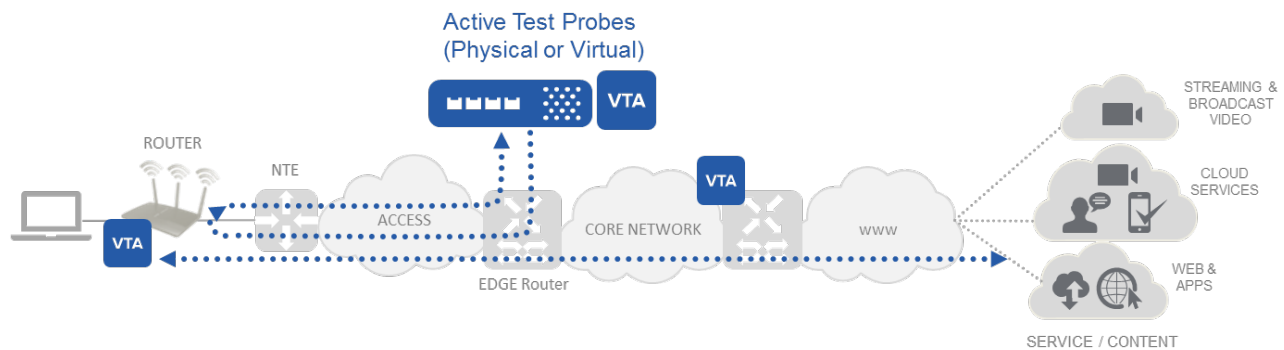 Active Test Probes
(Physical or Virtual)
VTA
ROUTER
NTE
VTA
ACCESS
EDGE Router
CORE NETWORK
VTA
www
STREAMING &
BROADCAST
VIDEO
CLOUD
SERVICES
WEB &
APPS
SERVICE / CONTENT